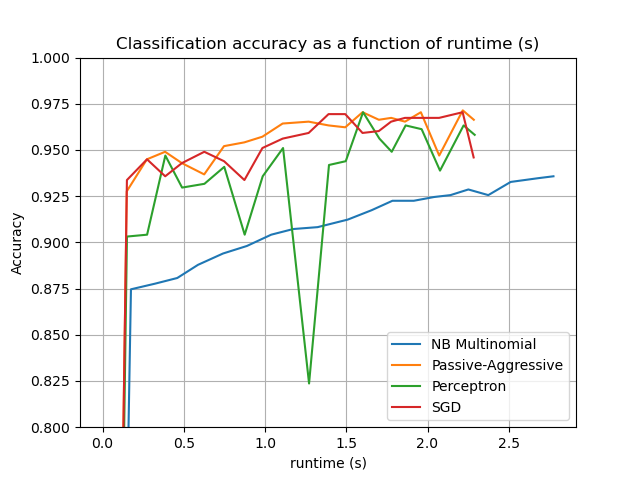 Classification accuracy as a function of runtime (s)
1.000
0.975
0.950
0.925
0.900
0.875
0.850
0.825
0.800
Accuracy
NB Multinomial
Passive-Aggressive
Perceptron
SGD
0.0 0.5 1.0 1.5 2.0 2.5
runtime (s)